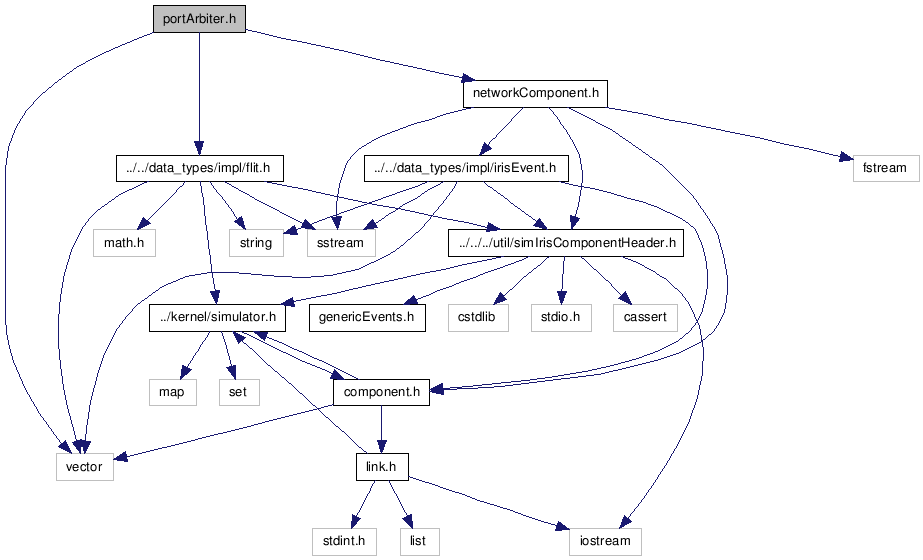 portArbiter.h
networkComponent.h
../../data_types/impl/flit.h
../../data_types/impl/irisEvent.h
fstream
math.h
string
sstream
../../../util/simIrisComponentHeader.h
../kernel/simulator.h
genericEvents.h
cstdlib
stdio.h
cassert
map
set
component.h
vector
link.h
stdint.h
list
iostream